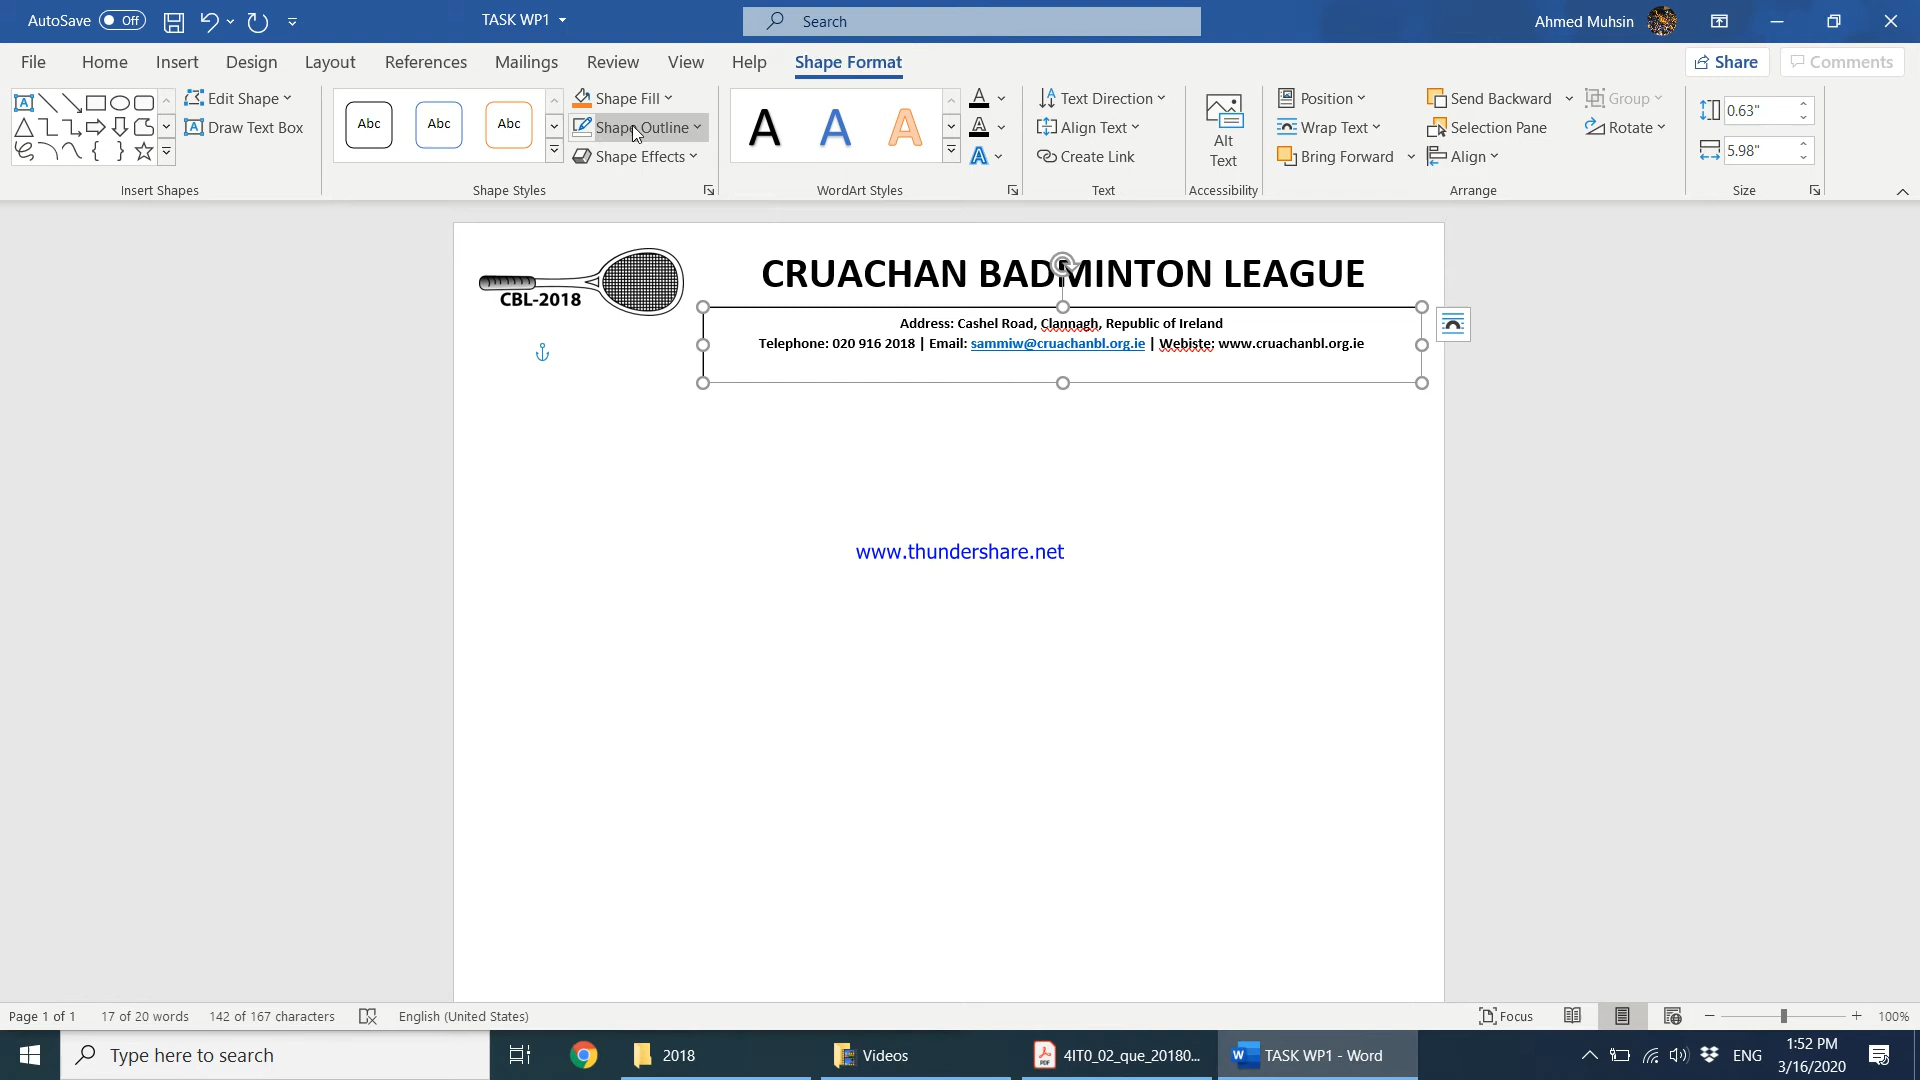 AutoSave Off TASK WP1 Search Ahmed Muhsin
File Home Insert Design Layout References Mailings Review View Help Shape Format Share Comments
Edit Shape
Draw Text Box
Insert Shapes
Abc Abc Abc
Shape Fill
Shape Outline
Shape Effects
Shape Styles
A A A
WordArt Styles
Text Direction
Align Text
Create Link
Text
Alt
Text
Accessibility
Position
Wrap Text
Bring Forward
Send Backward
Selection Pane
Align
Group
Rotate
Arrange
0.63"
5.98"
Size
CBL-2018
CRUACHAN BADMINTON LEAGUE
Address: Cashel Road, Clannagh, Republic of Ireland
Telephone: 020 916 2018 | Email: sammiw@cruachanbl.org.ie | Webiste: www.cruachanbl.org.ie
www.thundershare.net
Page 1 of 1 17 of 20 words 142 of 167 characters English (United States) Focus 100%
Type here to search 2018 Videos 4IT0_02_que_20180... TASK WP1 - Word ENG
1:52 PM
3/16/2020